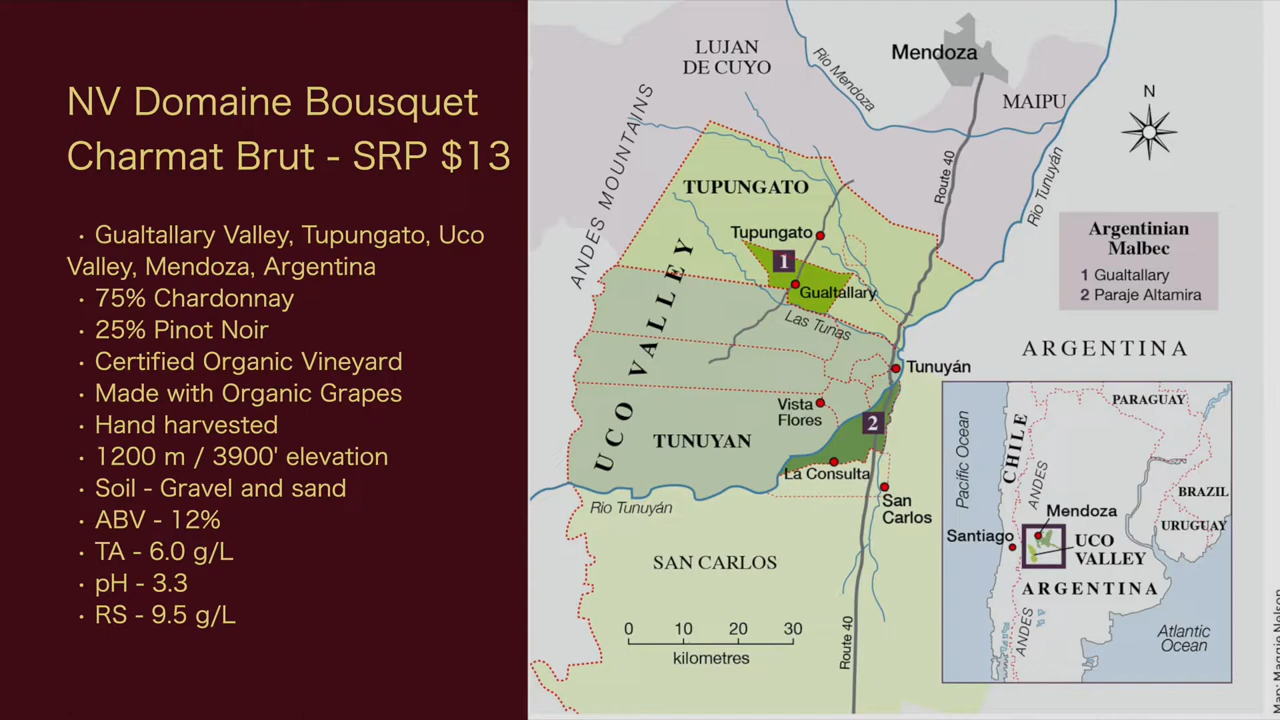 NV Domaine Bousquet
Charmat Brut - SRP $13
· Gualtallary Valley, Tupungato, Uco
Valley, Mendoza, Argentina
· 75% Chardonnay
· 25% Pinot Noir
· Certified Organic Vineyard
· Made with Organic Grapes
· Hand harvested
· 1200 m / 3900' elevation
· Soil - Gravel and sand
· ABV - 12%
· TA - 6.0 g/L
· pH - 3.3
· RS - 9.5 g/L
LUJAN
DE CUYO
Rio Mendoza
Mendoza
MAIPU
N
ANDES MOUNTAINS
Route 40
Rio Tunuyán
TUPUNGATO
Tupungato
1
Gualtallary
Las Tunas
UCO VALLEY
Argentinian
Malbec
1 Gualtallary
2 Paraje Altamira
ARGENTINA
Tunuyán
Vista
Flores
2
TUNUYAN
La Consulta
Rio Tunuyán
San
Carlos
SAN CARLOS
0 10 20 30
kilometres
Route 40
PARAGUAY
Pacific Ocean
CHILE
ANDES
BRAZIL
Mendoza
URUGUAY
Santiago
UCO
VALLEY
ARGENTINA
ANDES
Atlantic
Ocean
Map: Maggie Nelson